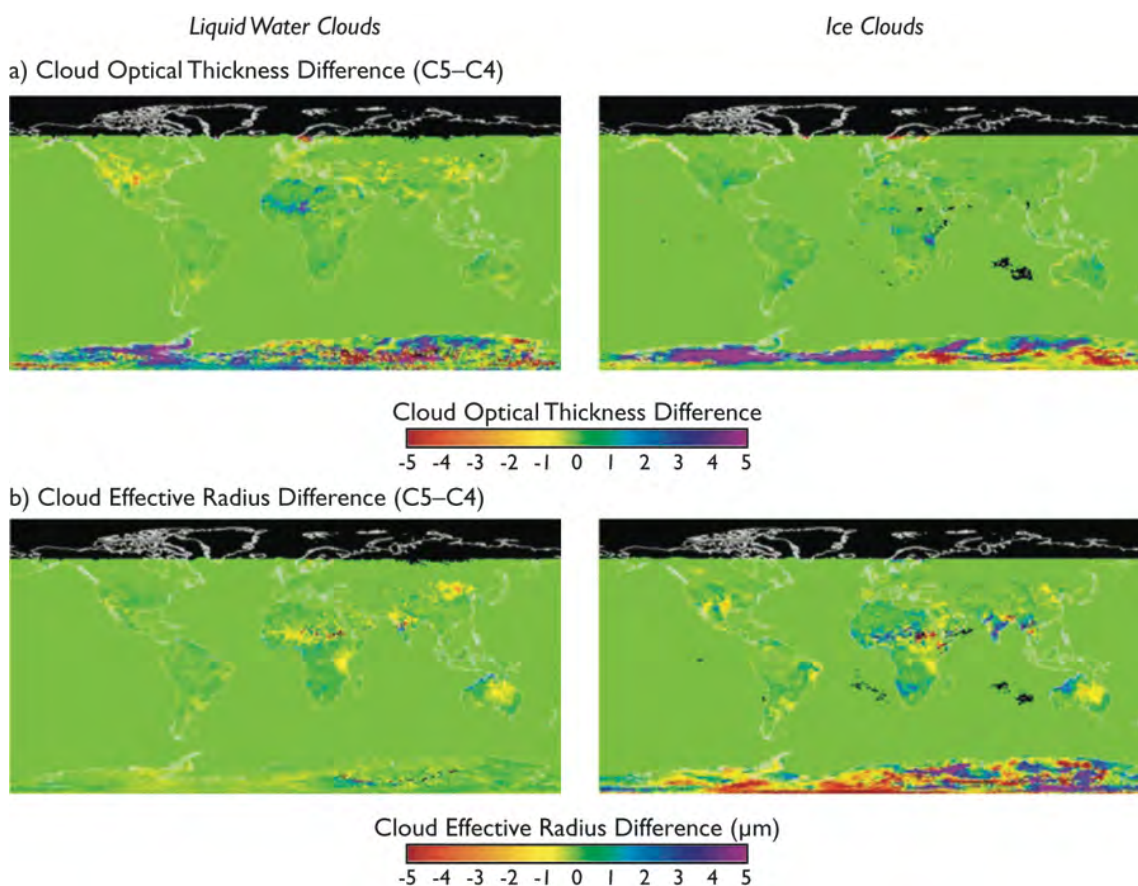 Liquid Water Clouds
Ice Clouds
a) Cloud Optical Thickness Difference (C5–C4)
Cloud Optical Thickness Difference
-5 -4 -3 -2 -1 0 1 2 3 4 5
b) Cloud Effective Radius Difference (C5–C4)
Cloud Effective Radius Difference (µm)
-5 -4 -3 -2 -1 0 1 2 3 4 5